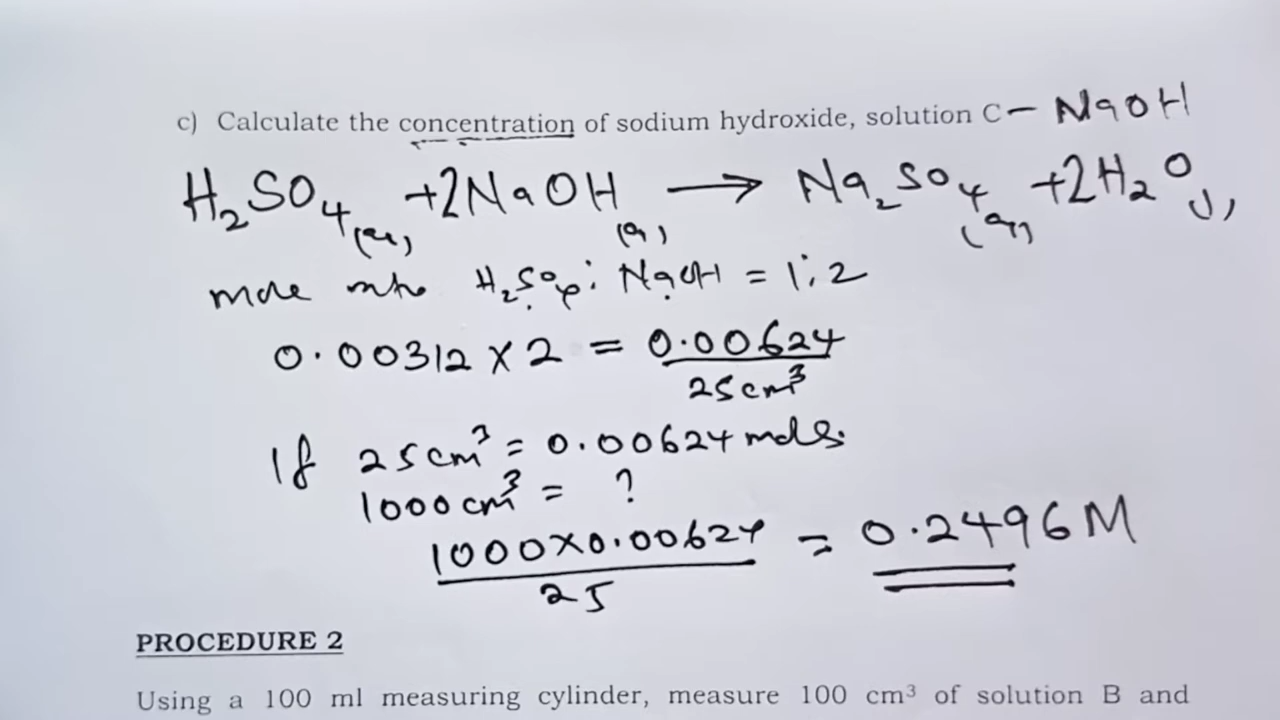 c) Calculate the concentration of sodium hydroxide, solution C – NaOH
H₂SO₄(aq) + 2NaOH(aq) → Na₂SO₄(aq) + 2H₂O(l)
mole ratio H₂SO₄ : NaOH = 1:2
0.00312 × 2 = 0.00624
25cm³
If 25cm³ = 0.00624 moles.
1000cm³ = ?
1000×0.00624 = 0.2496M
25
PROCEDURE 2
Using a 100 ml measuring cylinder, measure 100 cm³ of solution B and